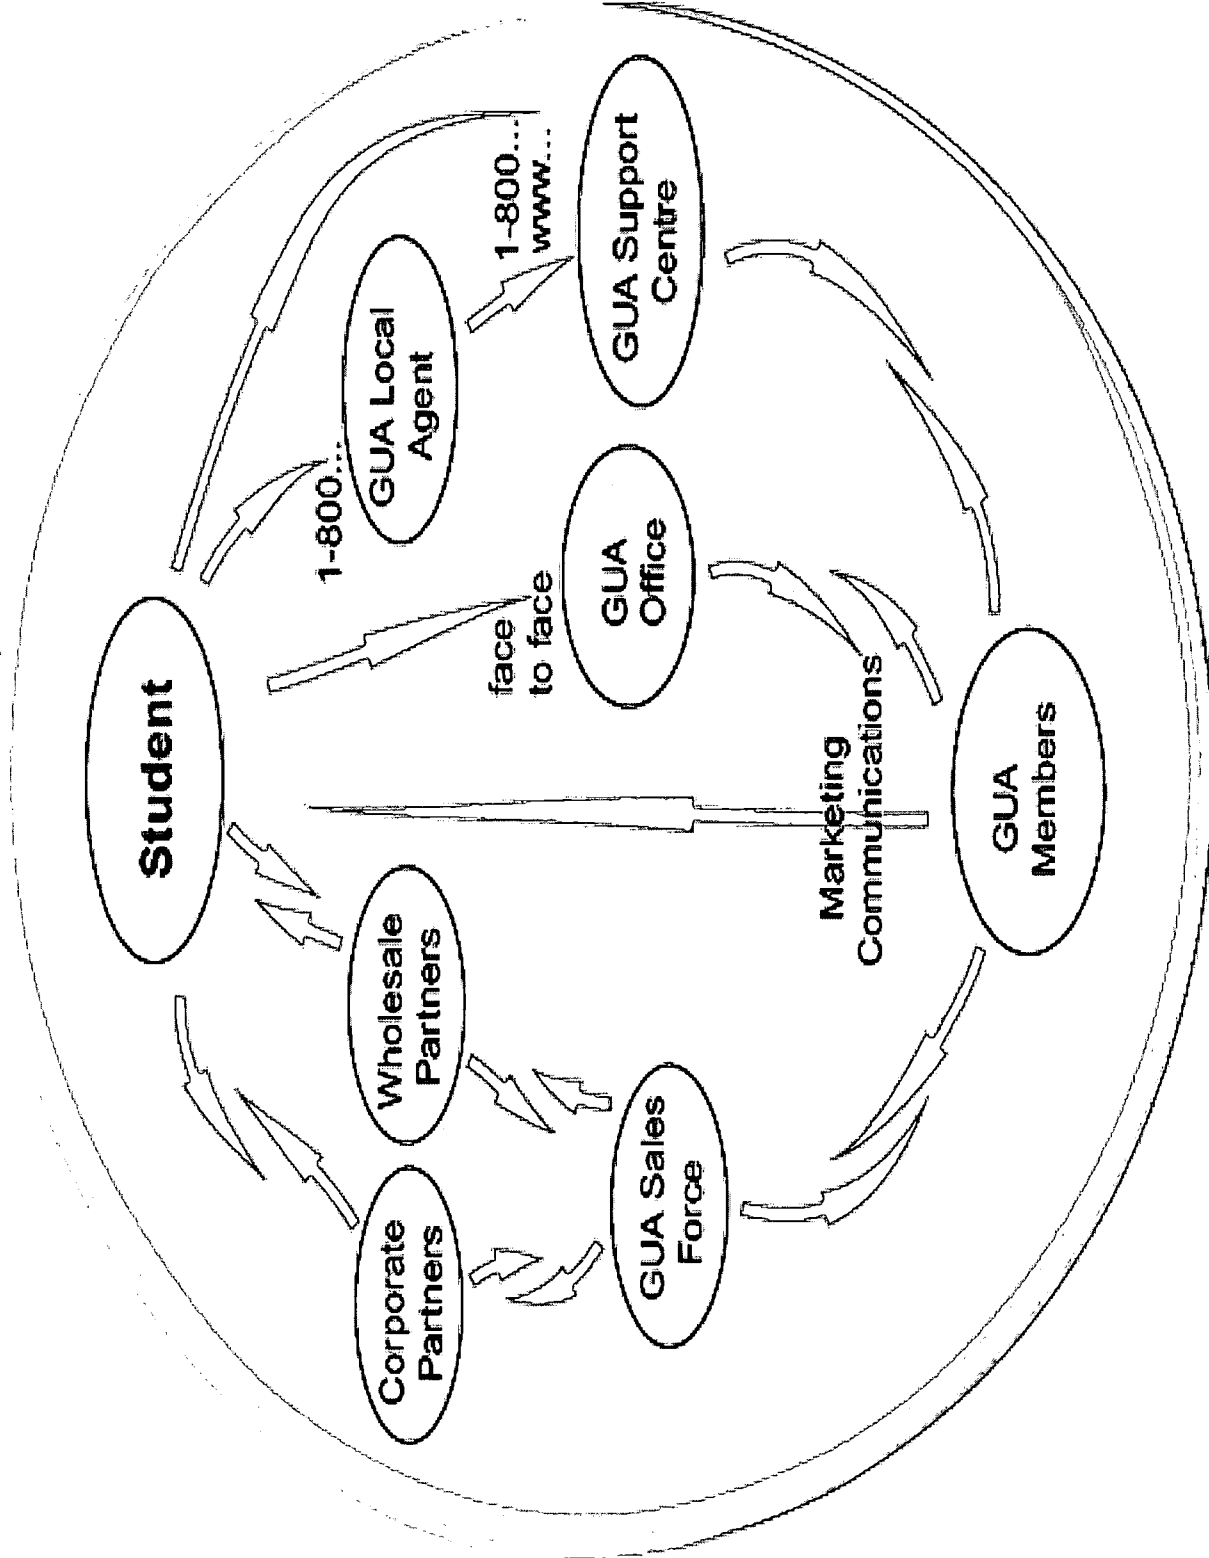 Student
1-800...
GUA Local
Agent
1-800...
www...
GUA Support
Centre
face
to face
GUA
Office
Wholesale
Partners
Corporate
Partners
GUA Sales
Force
Marketing
Communications
GUA
Members